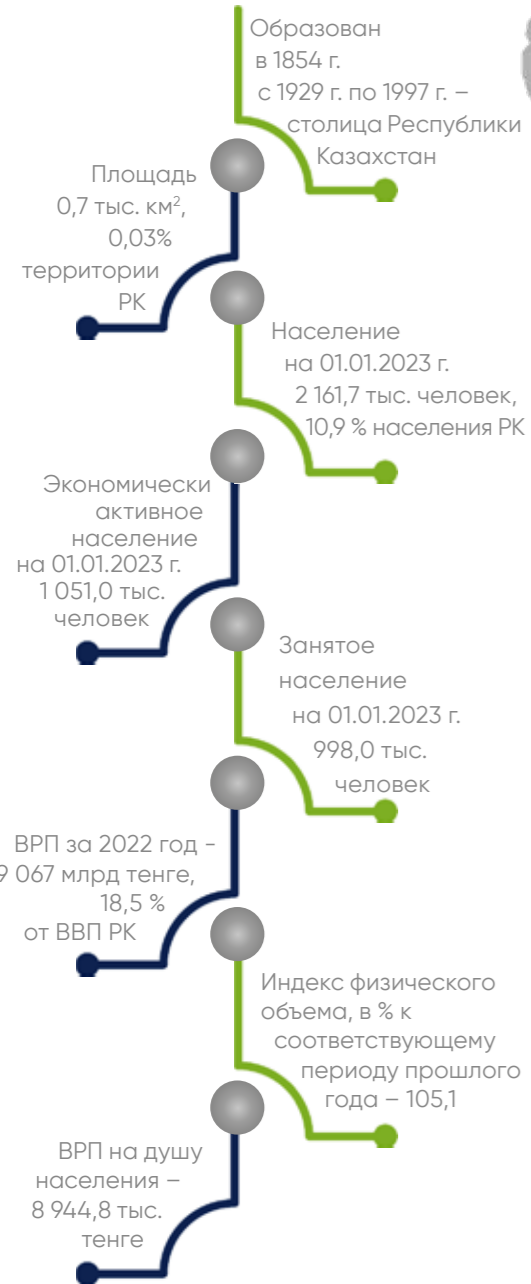 Образован
в 1854 г.
с 1929 г. по 1997 г. –
столица Республики
Казахстан
Площадь
0,7 тыс. км²,
0,03%
территории
РК
Население
на 01.01.2023 г.
2 161,7 тыс. человек,
10,9 % населения РК
Экономически
активное
население
на 01.01.2023 г.
1 051,0 тыс.
человек
Занятое
население
на 01.01.2023 г.
998,0 тыс.
человек
ВРП за 2022 год -
9 067 млрд тенге,
18,5 %
от ВВП РК
Индекс физического
объема, в % к
соответствующему
периоду прошлого
года – 105,1
ВРП на душу
населения –
8 944,8 тыс.
тенге